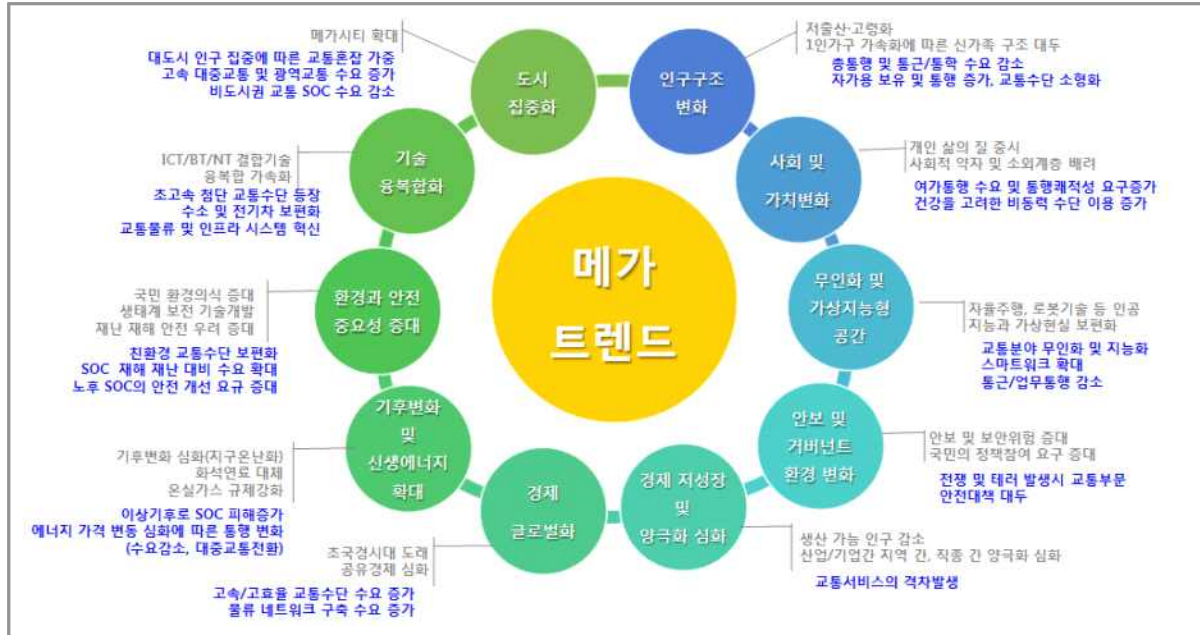 메가
트렌드
인구구조
변화
저출산·고령화
1인가구 가속화에 따른 신가족 구조 대두
총통행 및 통근/통학 수요 감소
자가용 보유 및 통행 증가, 교통수단 소형화
사회 및
가치변화
개인 삶의 질 중시
사회적 약자 및 소외계층 배려
여가통행 수요 및 통행쾌적성 요구증가
건강을 고려한 비동력 수단 이용 증가
무인화 및
가상지능형
공간
자율주행, 로봇기술 등 인공
지능과 가상현실 보편화
교통분야 무인화 및 지능화
스마트워크 확대
통근/업무통행 감소
안보 및
거버넌트
환경 변화
안보 및 보안위험 증대
국민의 정책참여 요구 증대
전쟁 및 테러 발생시 교통부문
안전대책 대두
경제 저성장
및
양극화 심화
생산 가능 인구 감소
산업/기업간 지역 간, 직종 간 양극화 심화
교통서비스의 격차발생
경제
글로벌화
초국경시대 도래
공유경제 심화
고속/고효율 교통수단 수요 증가
물류 네트워크 구축 수요 증가
기후변화
및
신생에너지
확대
기후변화 심화(지구온난화)
화석연료 대체
온실가스 규제강화
이상기후로 SOC 피해증가
에너지 가격 변동 심화에 따른 통행 변화
(수요감소, 대중교통전환)
환경과 안전
중요성 증대
국민 환경의식 증대
생태계 보전 기술개발
재난 재해 안전 우려 증대
친환경 교통수단 보편화
SOC 재해 재난 대비 수요 확대
노후 SOC의 안전 개선 요규 증대
기술
융복합화
ICT/BT/NT 결합기술
융복합 가속화
초고속 첨단 교통수단 등장
수소 및 전기차 보편화
교통물류 및 인프라 시스템 혁신
도시
집중화
메가시티 확대
대도시 인구 집중에 따른 교통혼잡 가중
고속 대중교통 및 광역교통 수요 증가
비도시권 교통 SOC 수요 감소